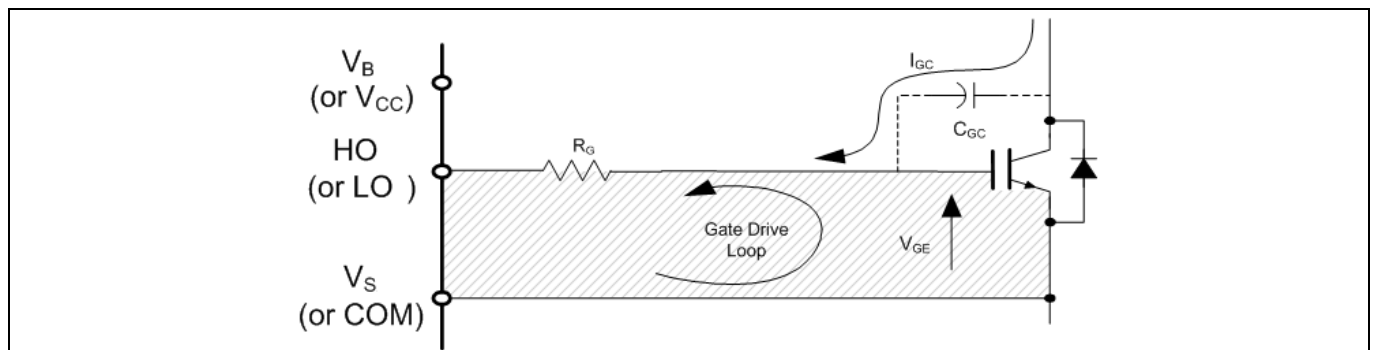 V_B
(or V_CC)
HO
(or LO )
V_S
(or COM)
R_G
I_GC
C_GC
Gate Drive
Loop
V_GE